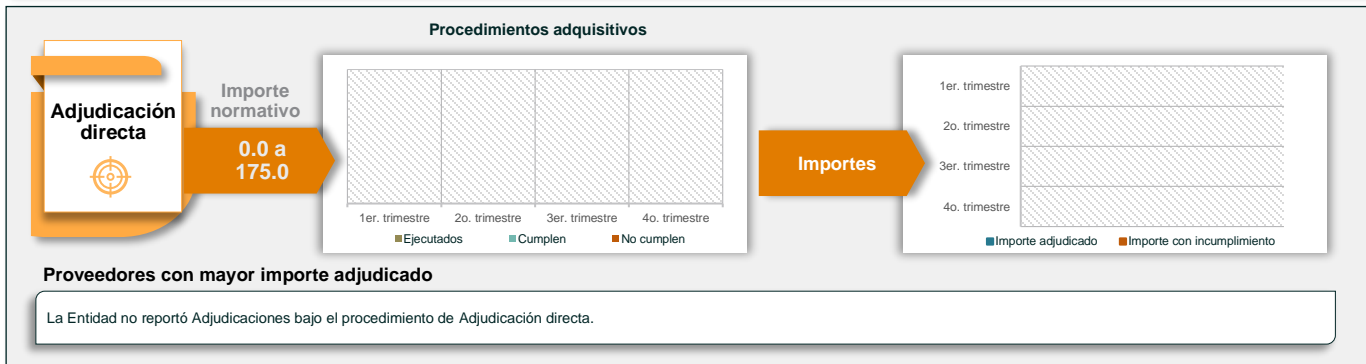 Procedimientos adquisitivos
Adjudicación
directa
Importe
normativo
0.0 a
175.0
1er. trimestre
2o. trimestre
3er. trimestre
4o. trimestre
Ejecutados
Cumplen
No cumplen
Importes
1er. trimestre
2o. trimestre
3er. trimestre
4o. trimestre
Importe adjudicado
Importe con incumplimiento
Proveedores con mayor importe adjudicado
La Entidad no reportó Adjudicaciones bajo el procedimiento de Adjudicación directa.